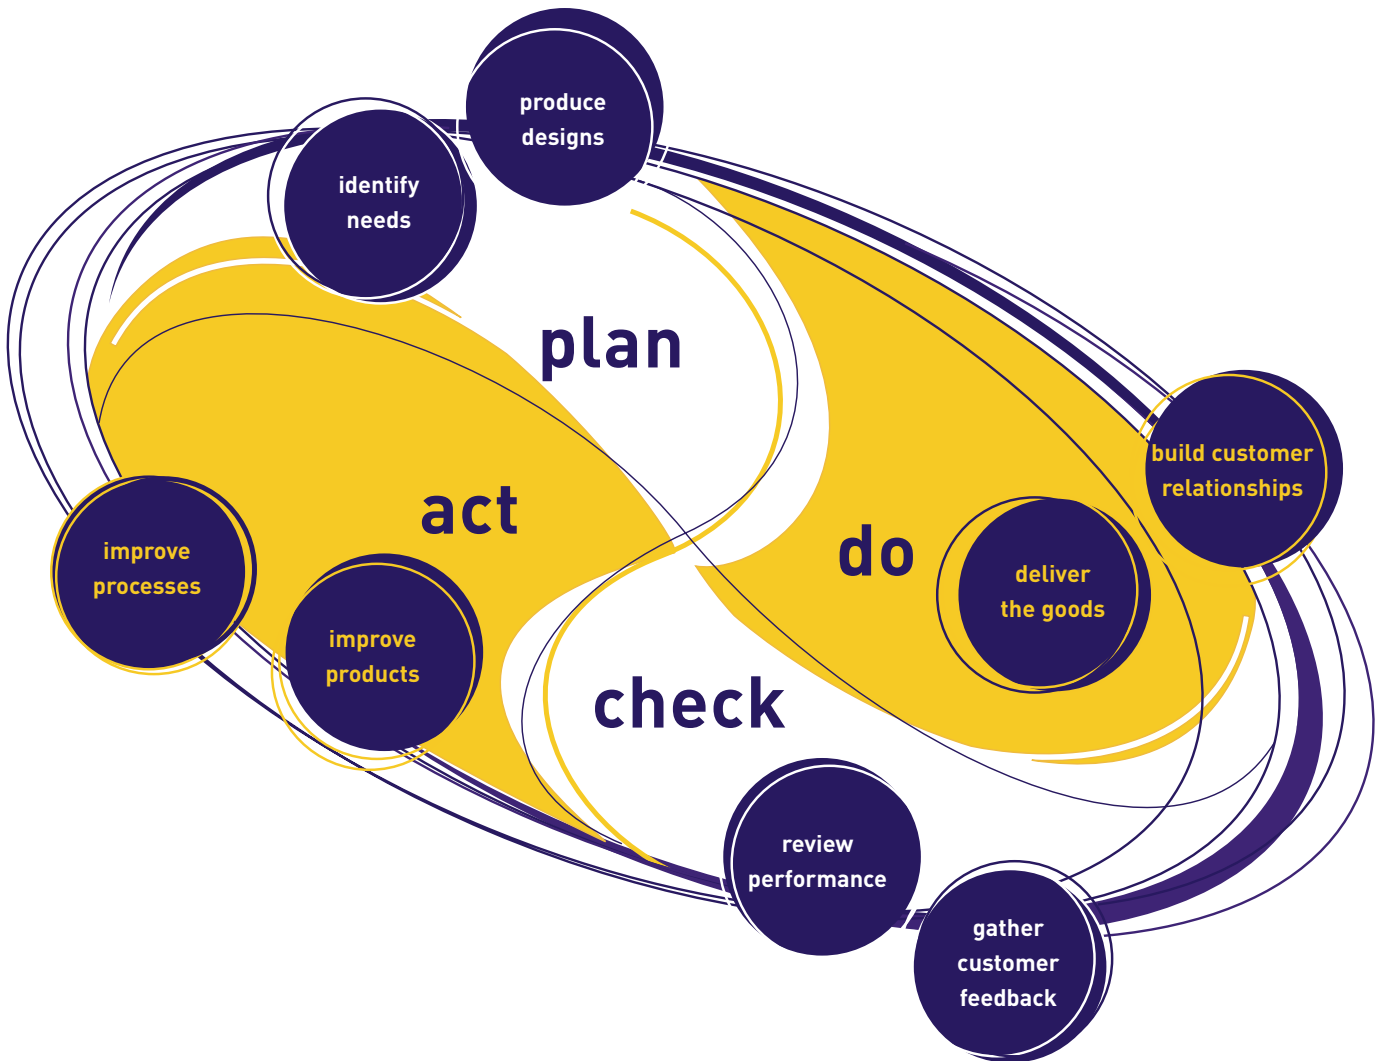 produce
designs
identify
needs
plan
build customer
relationships
act
do
improve
processes
deliver
the goods
improve
products
check
review
performance
gather
customer
feedback